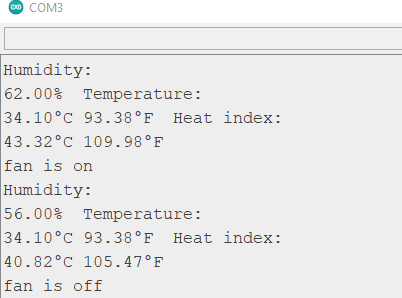 COM3
Humidity:
62.00%  Temperature:
34.10°C 93.38°F  Heat index:
43.32°C 109.98°F
fan is on
Humidity:
56.00%  Temperature:
34.10°C 93.38°F  Heat index:
40.82°C 105.47°F
fan is off